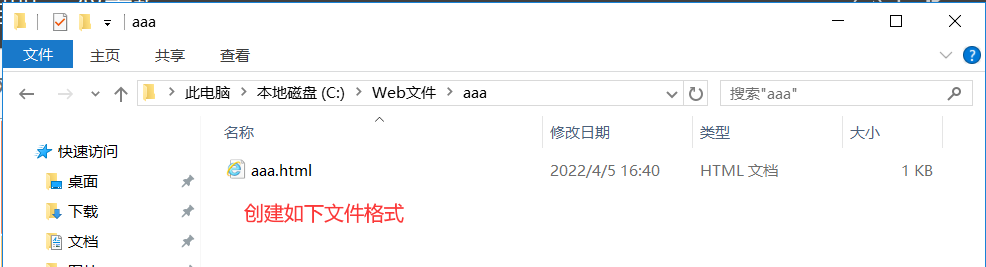 aaa
文件 主页 共享 查看
此电脑 本地磁盘 (C:) Web文件 aaa 搜索"aaa"
名称 修改日期 类型 大小
快速访问
aaa.html 2022/4/5 16:40 HTML 文档 1 KB
桌面
下载
创建如下文件格式
文档